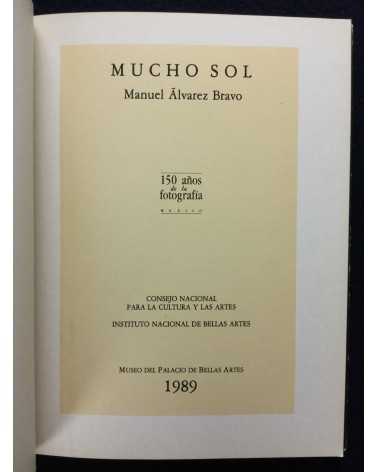 MUCHO SOL
Manuel Álvarez Bravo
150 años
de la
fotografía
MEXICO
CONSEJO NACIONAL
PARA LA CULTURA Y LAS ARTES
INSTITUTO NACIONAL DE BELLAS ARTES
MUSEO DEL PALACIO DE BELLAS ARTES
1989